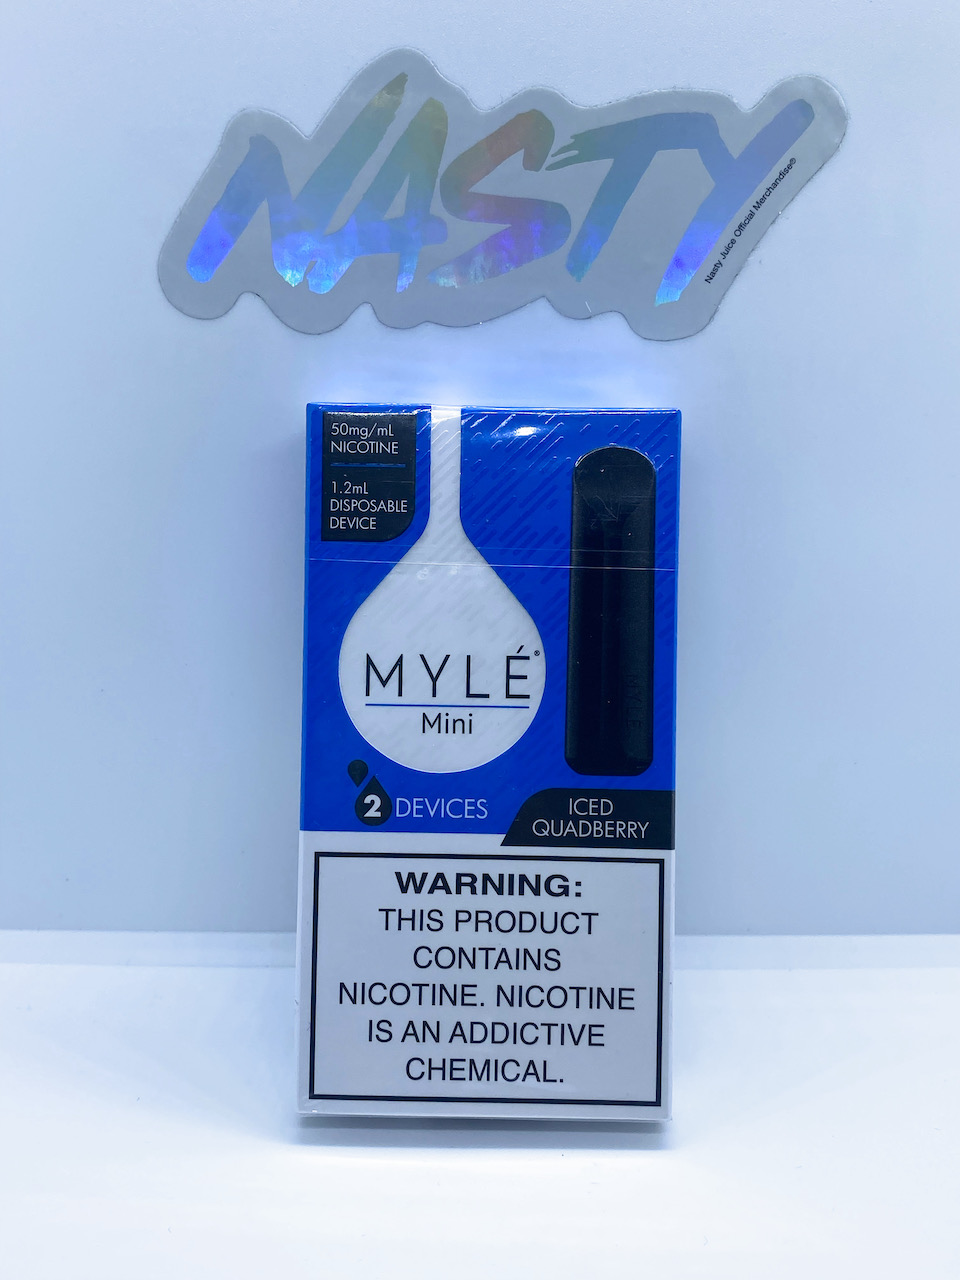 NASTY
Nasty Juice Official Merchandise®
50mg/mL
NICOTINE
1.2mL
DISPOSABLE
DEVICE
MYLÉ®
Mini
2 DEVICES
ICED
QUADBERRY
WARNING:
THIS PRODUCT
CONTAINS
NICOTINE. NICOTINE
IS AN ADDICTIVE
CHEMICAL.